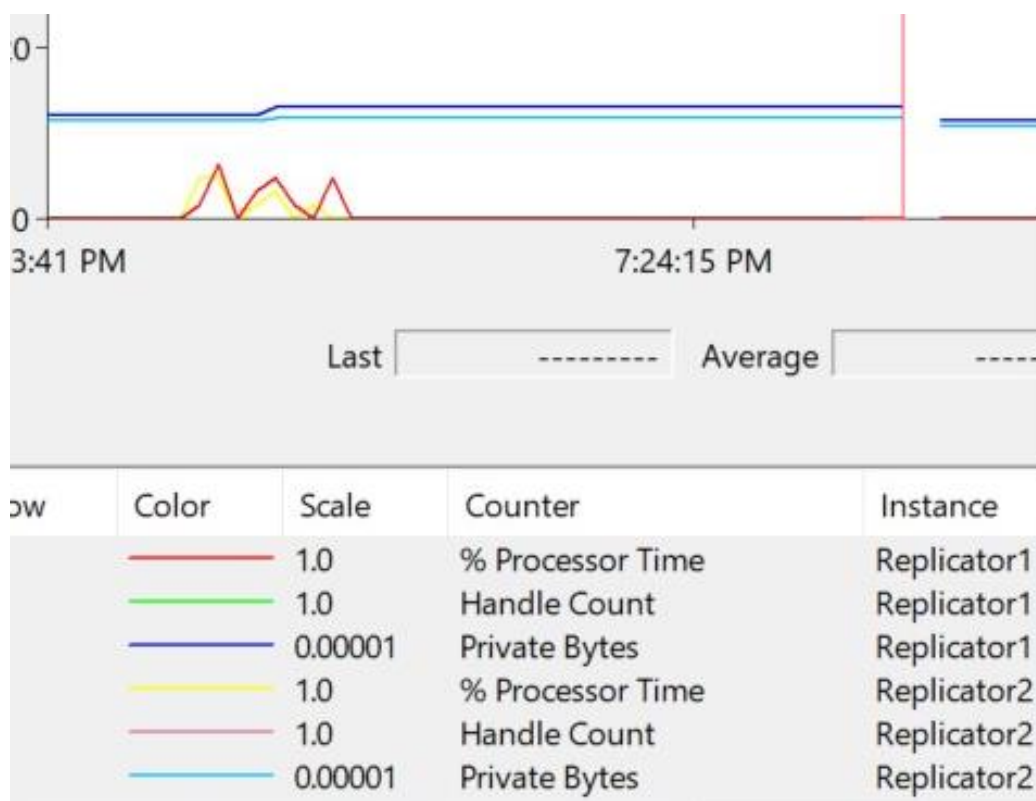 0
0
3:41 PM 7:24:15 PM
Last --------- Average -----
ow Color Scale Counter Instance
1.0 % Processor Time Replicator1
1.0 Handle Count Replicator1
0.00001 Private Bytes Replicator1
1.0 % Processor Time Replicator2
1.0 Handle Count Replicator2
0.00001 Private Bytes Replicator2